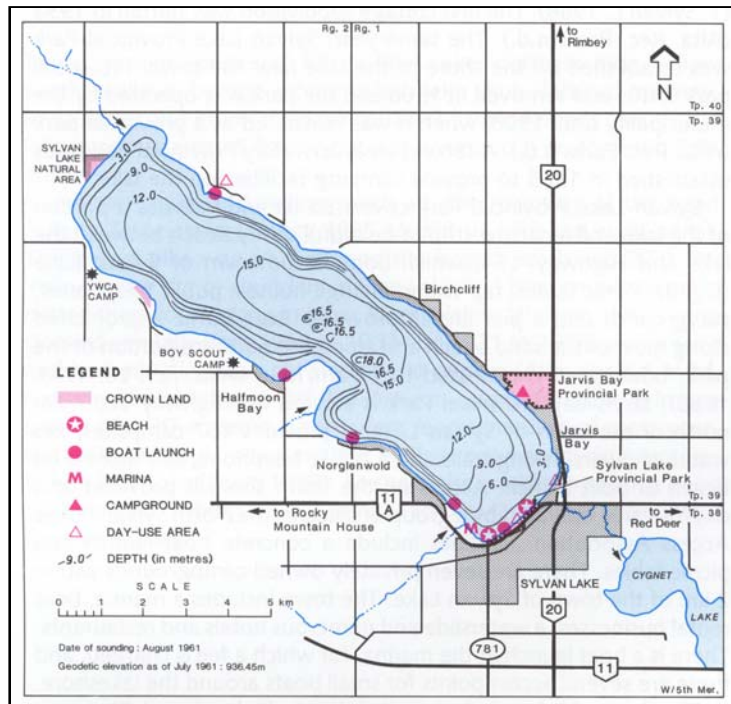 Rg. 2
Rg. 1
to
Rimbey
N
Tp. 40
Tp. 39
SYLVAN
LAKE
NATURAL
AREA
3.0
9.0
12.0
20
15.0
YWCA
CAMP
Birchcliff
16.5
16.5
16.5
BOY SCOUT
CAMP
18.0
16.5
15.0
LEGEND
CROWN LAND
BEACH
BOAT LAUNCH
M MARINA
CAMPGROUND
DAY-USE AREA
9.0 DEPTH (in metres)
Halfmoon
Bay
Jarvis Bay
Provincial Park
Jarvis
Bay
12.0
9.0
6.0
3.0
Norglenwold
Sylvan Lake
Provincial Park
11
A
to Rocky
Mountain House
Tp. 39
Tp. 38
to
Red Deer
M
SCALE
0 1 2 3 4 5 km
SYLVAN LAKE
CYGNET
LAKE
20
Date of sounding : August 1961
Geodetic elevation as of July 1961 : 936.45m
781
11
W/5th Mer.